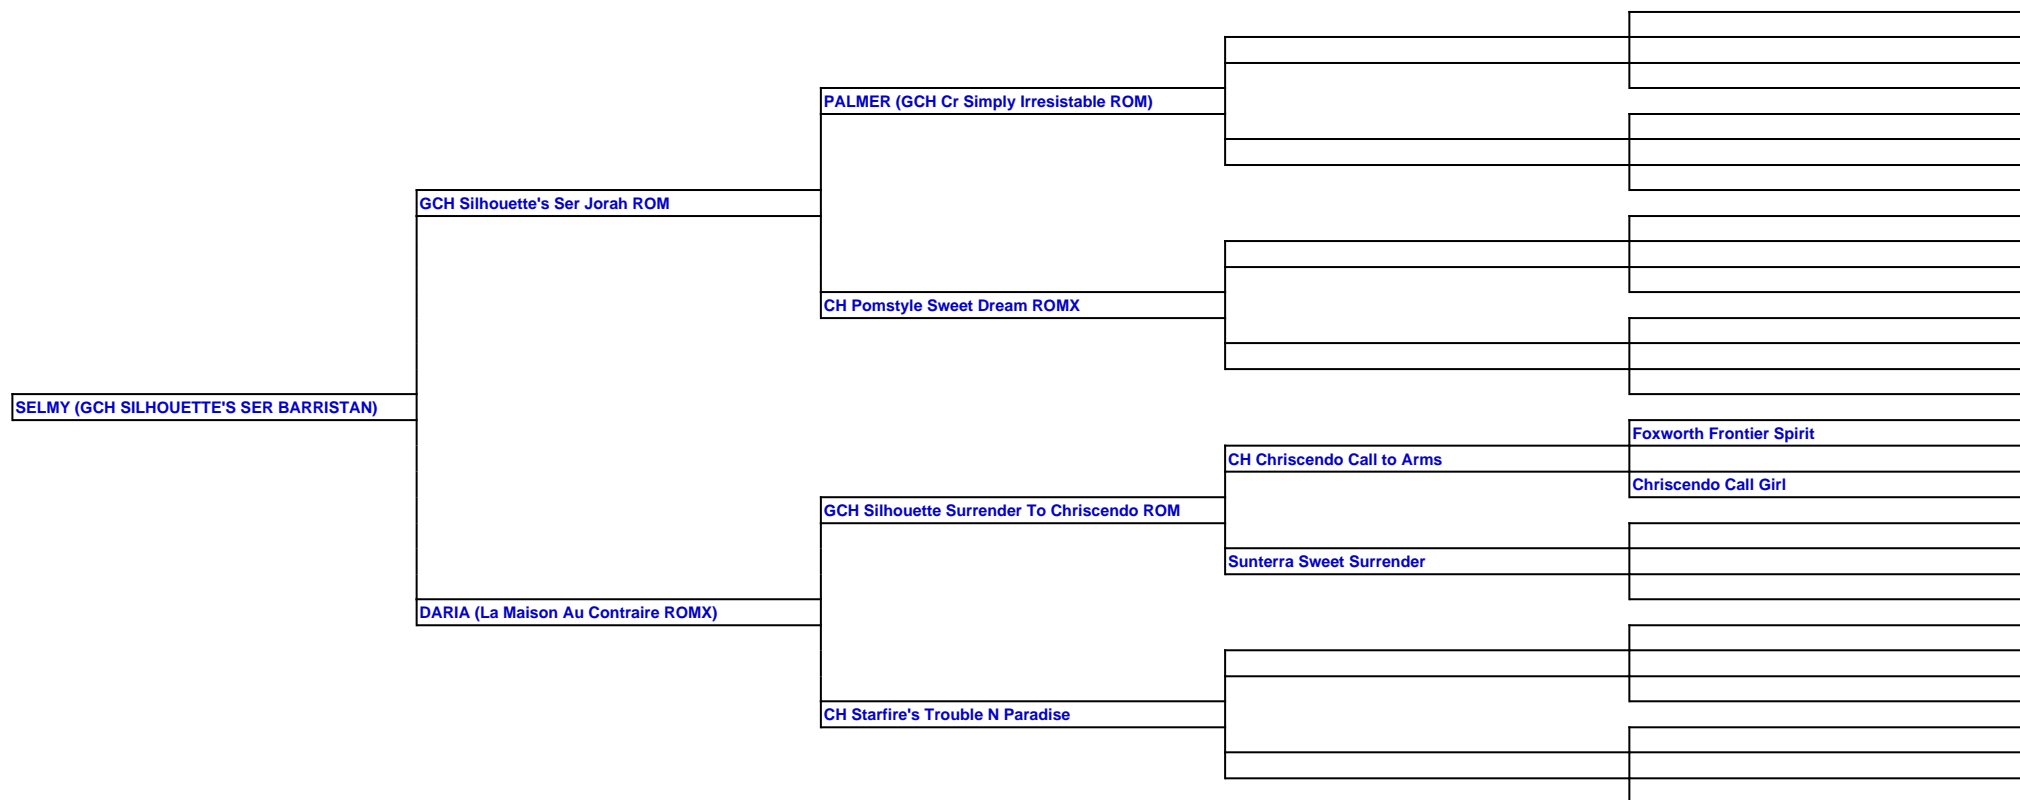 PALMER (GCH Cr Simply Irresistable ROM)
GCH Silhouette's Ser Jorah ROM
CH Pomstyle Sweet Dream ROMX
SELMY (GCH SILHOUETTE'S SER BARRISTAN)
Foxworth Frontier Spirit
CH Chriscendo Call to Arms
Chriscendo Call Girl
GCH Silhouette Surrender To Chriscendo ROM
Sunterra Sweet Surrender
DARIA (La Maison Au Contraire ROMX)
CH Starfire's Trouble N Paradise